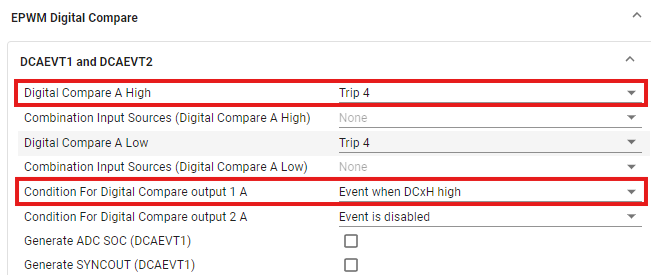 EPWM Digital Compare
DCAEVT1 and DCAEVT2
Digital Compare A High Trip 4
Combination Input Sources (Digital Compare A High) None
Digital Compare A Low Trip 4
Combination Input Sources (Digital Compare A Low) None
Condition For Digital Compare output 1 A Event when DCxH high
Condition For Digital Compare output 2 A Event is disabled
Generate ADC SOC (DCAEVT1)
Generate SYNCOUT (DCAEVT1)